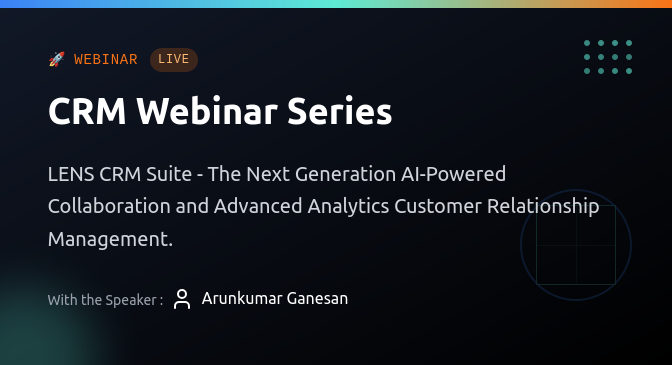 🚀 WEBINAR LIVE
CRM Webinar Series
LENS CRM Suite - The Next Generation AI-Powered
Collaboration and Advanced Analytics Customer Relationship
Management.
With the Speaker : Arunkumar Ganesan